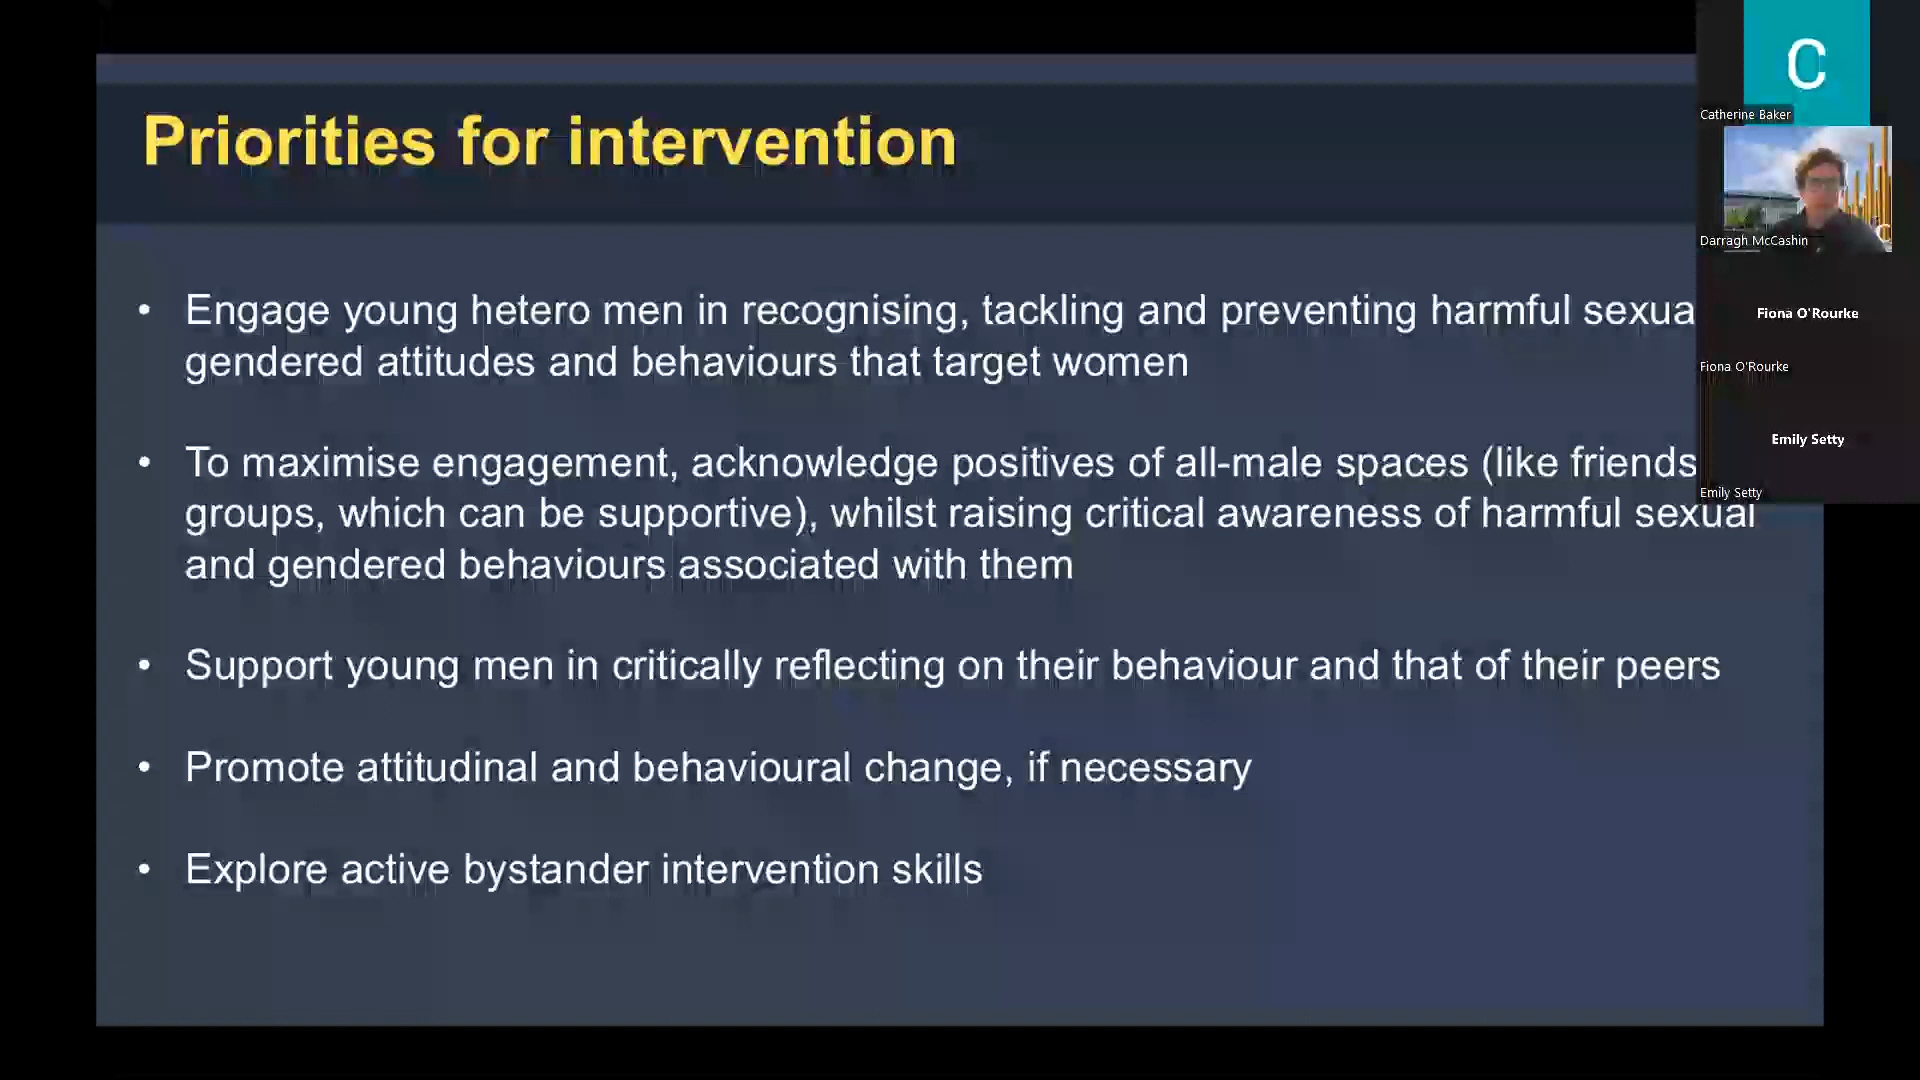 Priorities for intervention
• Engage young hetero men in recognising, tackling and preventing harmful sexua
gendered attitudes and behaviours that target women
• To maximise engagement, acknowledge positives of all-male spaces (like friends
groups, which can be supportive), whilst raising critical awareness of harmful sexual
and gendered behaviours associated with them
• Support young men in critically reflecting on their behaviour and that of their peers
• Promote attitudinal and behavioural change, if necessary
• Explore active bystander intervention skills
C
Catherine Baker
Darragh McCashin
Fiona O'Rourke
Fiona O'Rourke
Emily Setty
Emily Setty